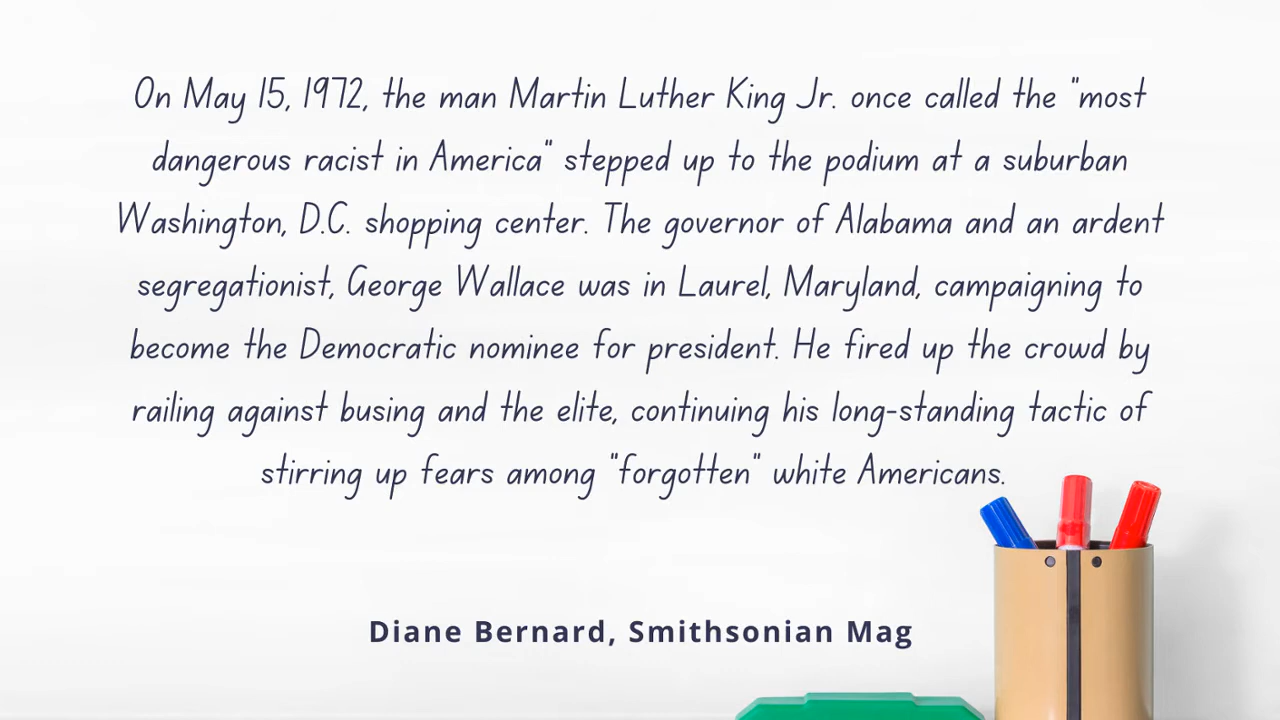 On May 15, 1972, the man Martin Luther King Jr. once called the "most
dangerous racist in America" stepped up to the podium at a suburban
Washington, D.C. shopping center. The governor of Alabama and an ardent
segregationist, George Wallace was in Laurel, Maryland, campaigning to
become the Democratic nominee for president. He fired up the crowd by
railing against busing and the elite, continuing his long-standing tactic of
stirring up fears among "forgotten" white Americans.
Diane Bernard, Smithsonian Mag